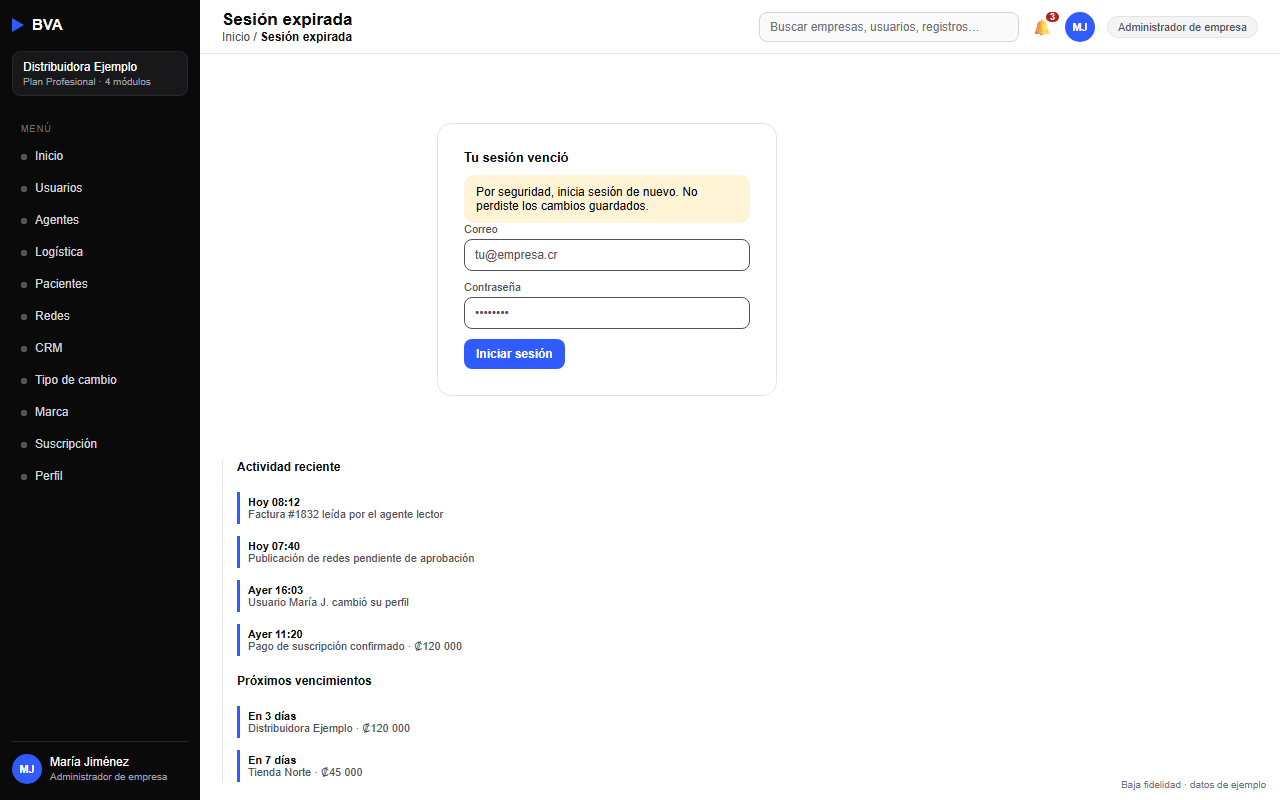 BVA
Distribuidora Ejemplo
Plan Profesional · 4 módulos
MENÚ
Inicio
Usuarios
Agentes
Logística
Pacientes
Redes
CRM
Tipo de cambio
Marca
Suscripción
Perfil
MJ
María Jiménez
Administrador de empresa
Sesión expirada
Inicio / Sesión expirada
Buscar empresas, usuarios, registros…
3
MJ
Administrador de empresa
Tu sesión venció
Por seguridad, inicia sesión de nuevo. No
perdiste los cambios guardados.
Correo
tu@empresa.cr
Contraseña
••••••••
Iniciar sesión
Actividad reciente
Hoy 08:12
Factura #1832 leída por el agente lector
Hoy 07:40
Publicación de redes pendiente de aprobación
Ayer 16:03
Usuario María J. cambió su perfil
Ayer 11:20
Pago de suscripción confirmado · ₡120 000
Próximos vencimientos
En 3 días
Distribuidora Ejemplo · ₡120 000
En 7 días
Tienda Norte · ₡45 000
Baja fidelidad · datos de ejemplo